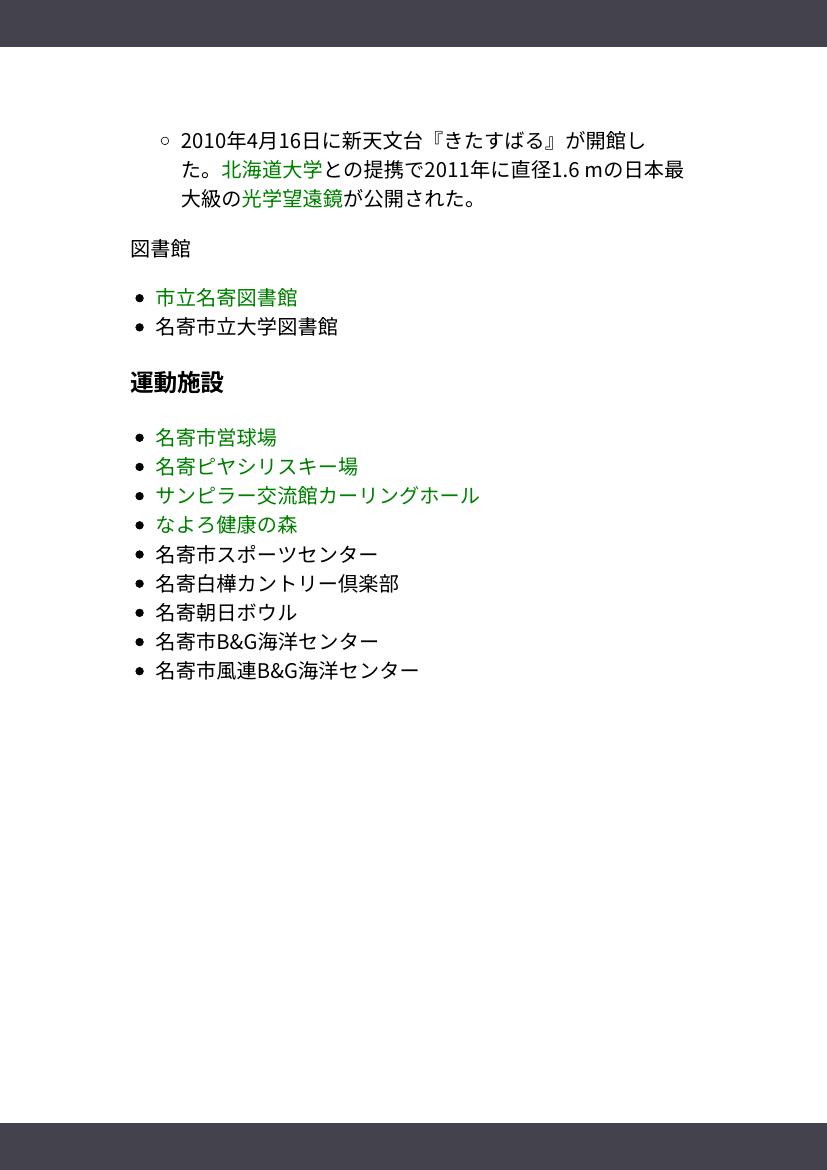 2010年4月16日に新天文台『きたすばる』が開館し
た。北海道大学との提携で2011年に直径1.6 mの日本最
大級の光学望遠鏡が公開された。
図書館
市立名寄図書館
名寄市立大学図書館
運動施設
名寄市営球場
名寄ピヤシリスキー場
サンピラー交流館カーリングホール
なよろ健康の森
名寄市スポーツセンター
名寄白樺カントリー倶楽部
名寄朝日ボウル
名寄市B&G海洋センター
名寄市風連B&G海洋センター